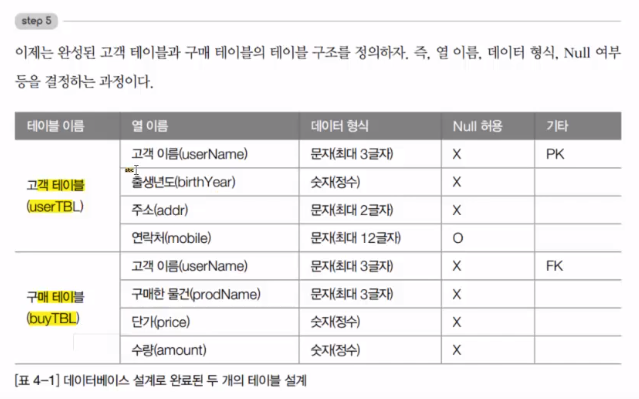 step 5
이제는 완성된 고객 테이블과 구매 테이블의 테이블 구조를 정의하자. 즉, 열 이름, 데이터 형식, Null 여부
등을 결정하는 과정이다.
테이블 이름 열 이름 데이터 형식 Null 허용 기타
고객 테이블
(userTBL)
고객 이름(userName) 문자(최대 3글자) X PK
출생년도(birthYear) 숫자(정수) X
주소(addr) 문자(최대 2글자) X
연락처(mobile) 문자(최대 12글자) O
구매 테이블
(buyTBL)
고객 이름(userName) 문자(최대 3글자) X FK
구매한 물건(prodName) 문자(최대 3글자) X
단가(price) 숫자(정수) X
수량(amount) 숫자(정수) X
[표 4-1] 데이터베이스 설계로 완료된 두 개의 테이블 설계